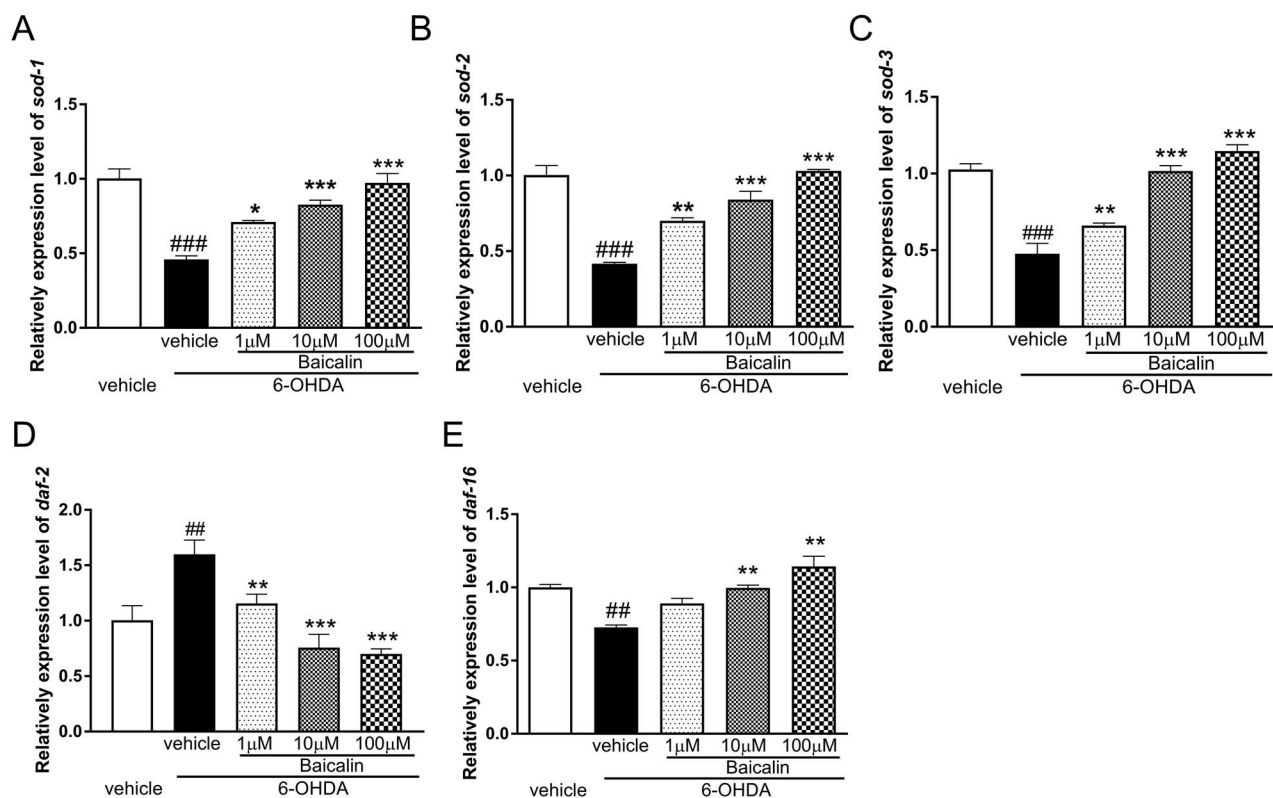 A
Relatively expression level of sod-1
1.5
1.0
0.5
0.0
###
*
***
***
vehicle 1μM 10μM 100μM
Baicalin
vehicle 6-OHDA
B
Relatively expression level of sod-2
1.5
1.0
0.5
0.0
###
**
***
***
vehicle 1μM 10μM 100μM
Baicalin
vehicle 6-OHDA
C
Relatively expression level of sod-3
1.5
1.0
0.5
0.0
###
**
***
***
vehicle 1μM 10μM 100μM
Baicalin
vehicle 6-OHDA
D
Relatively expression level of daf-2
2.0
1.5
1.0
0.5
0.0
##
**
***
***
vehicle 1μM 10μM 100μM
Baicalin
vehicle 6-OHDA
E
Relatively expression level of daf-16
1.5
1.0
0.5
0.0
##
**
**
vehicle 1μM 10μM 100μM
Baicalin
vehicle 6-OHDA